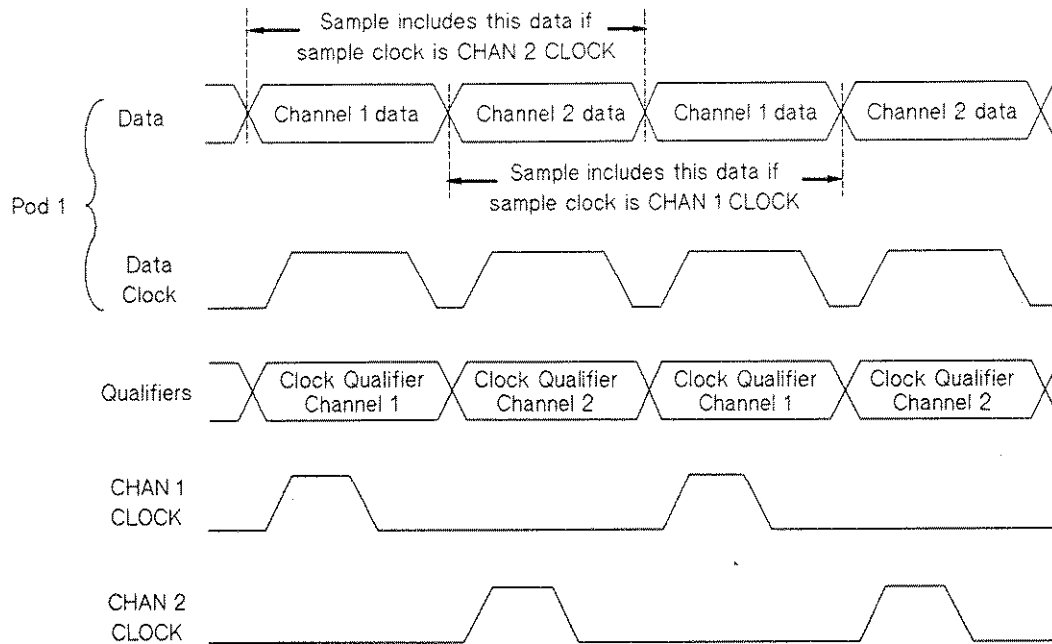 Sample includes this data if
sample clock is CHAN 2 CLOCK
Data
Channel 1 data
Channel 2 data
Channel 1 data
Channel 2 data
Sample includes this data if
sample clock is CHAN 1 CLOCK
Pod 1
Data
Clock
Qualifiers
Clock Qualifier
Channel 1
Clock Qualifier
Channel 2
Clock Qualifier
Channel 1
Clock Qualifier
Channel 2
CHAN 1
CLOCK
CHAN 2
CLOCK